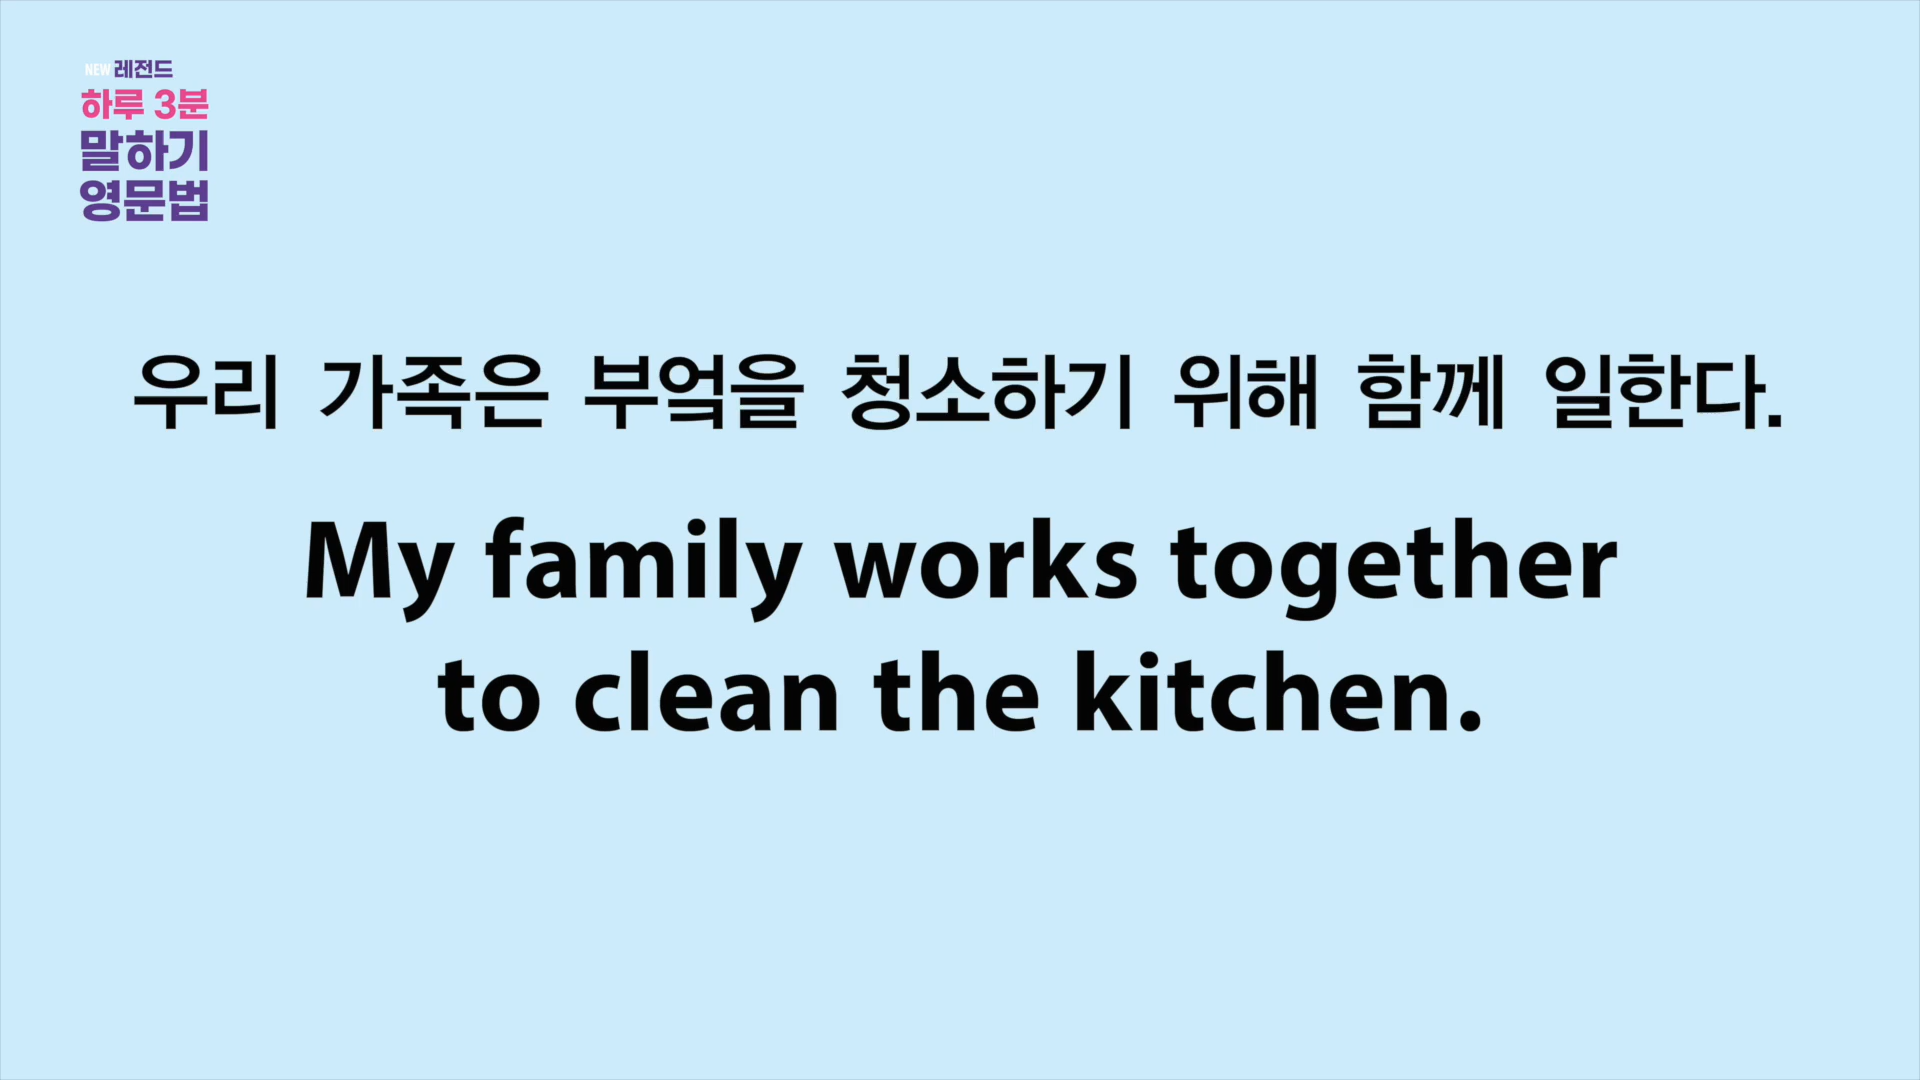 NEW 레전드
하루 3분
말하기
영문법
우리 가족은 부엌을 청소하기 위해 함께 일한다.
My family works together
to clean the kitchen.